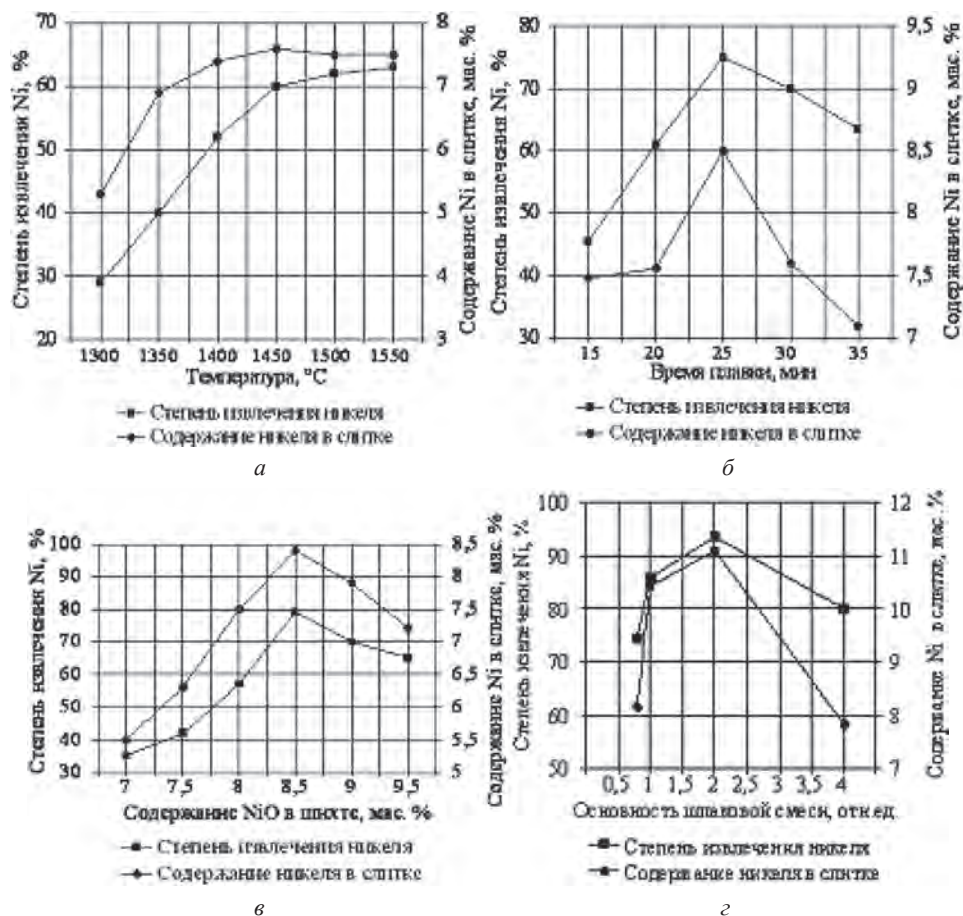 Степень извлечения Ni, %
70
60
50
40
30
20
8
7
6
5
4
3
Содержание Ni в слитке, мас. %
1300 1350 1400 1450 1500 1550
Температура, °C
Степень извлечения никеля
Содержание никеля в слитке
а
Степень извлечения Ni, %
80
70
60
50
40
30
9,5
9
8,5
8
7,5
7
Содержание Ni в слитке, мас. %
15 20 25 30 35
Время плавки, мин
Степень извлечения никеля
Содержание никеля в слитке
б
Степень извлечения Ni, %
100
90
80
70
60
50
40
30
8,5
8
7,5
7
6,5
6
5,5
5
Содержание Ni в слитке, мас. %
7 7,5 8 8,5 9 9,5
Содержание NiO в шихте, мас. %
Степень извлечения никеля
Содержание никеля в слитке
в
Степень извлечения Ni, %
100
90
80
70
60
50
12
11
10
9
8
7
Содержание Ni в слитке, мас. %
0,5 1 1,5 2 2,5 3 3,5 4
Основность шлаковой смеси, отн.ед.
Степень извлечения никеля
Содержание никеля в слитке
г